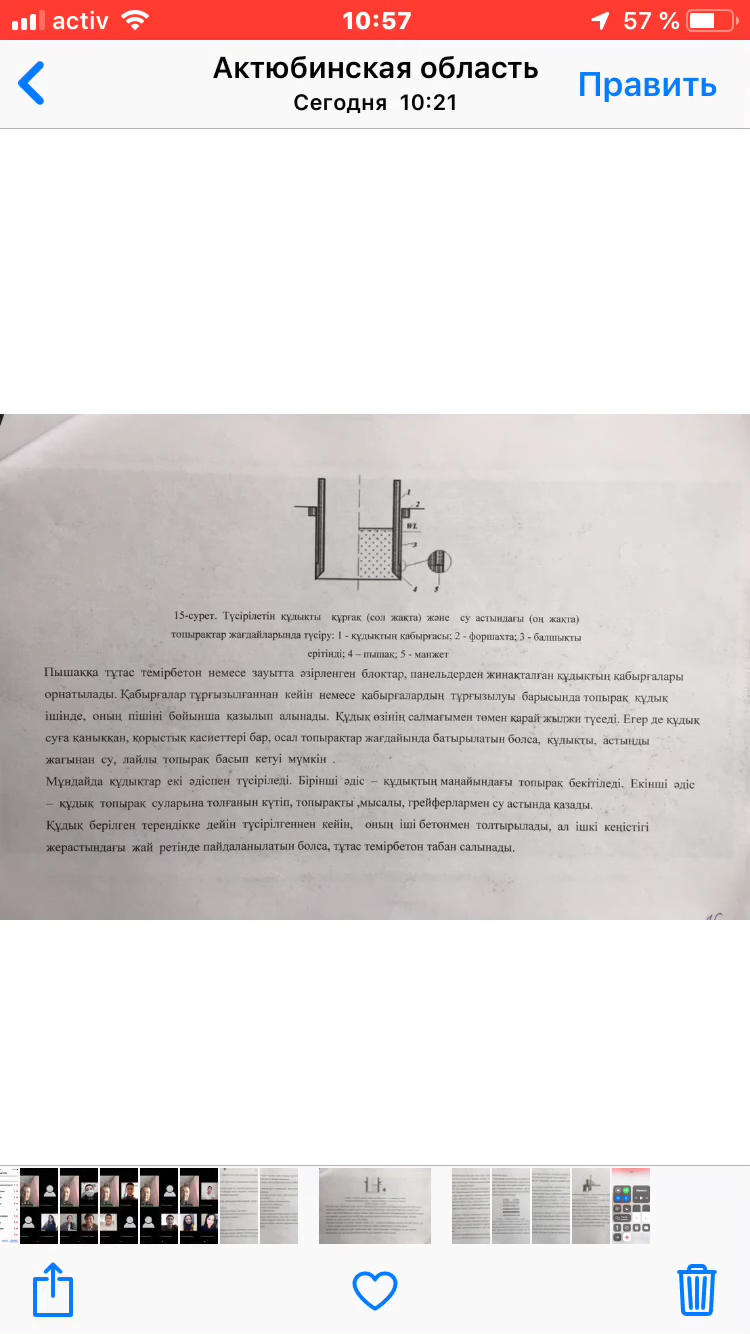 activ 10:57 57 %
Актюбинская область
Сегодня 10:21
Править
1
2
WL
3
4 5
15-сурет. Түсірілетін құдықты құрғақ (сол жақта) және су астындағы (оң жақта)
топырақтар жағдайларында түсіру: 1 - құдықтың қабырғасы; 2 - форшахта; 3 - балшықты
ерітінді; 4 – пышақ; 5 - манжет
Пышаққа тұтас темірбетон немесе зауытта әзірленген блоктар, панельдерден жинақталған құдықтың қабырғалары
орнатылады. Қабырғалар тұрғызылғаннан кейін немесе қабырғалардың тұрғызылуы барысында топырақ құдық
ішінде, оның пішіні бойынша қазылып алынады. Құдық өзінің салмағымен төмен қарай жылжи түседі. Егер де құдық
суға қаныққан, қорыстық қасиеттері бар, осал топырақтар жағдайында батырылатын болса, құдықты, астыңды
жағынан су, лайлы топырақ басып кетуі мүмкін .
Мұндайда құдықтар екі әдіспен түсіріледі. Бірінші әдіс – құдықтың маңайындағы топырақ бекітіледі. Екінші әдіс
– құдық топырақ суларына толғанын күтіп, топырақты ,мысалы, грейферлармен су астында қазады.
Құдық берілген тереңдікке дейін түсірілгеннен кейін, оның іші бетонмен толтырылады, ал ішкі кеңістігі
жерастындағы жай ретінде пайдаланылатын болса, тұтас темірбетон табан салынады.